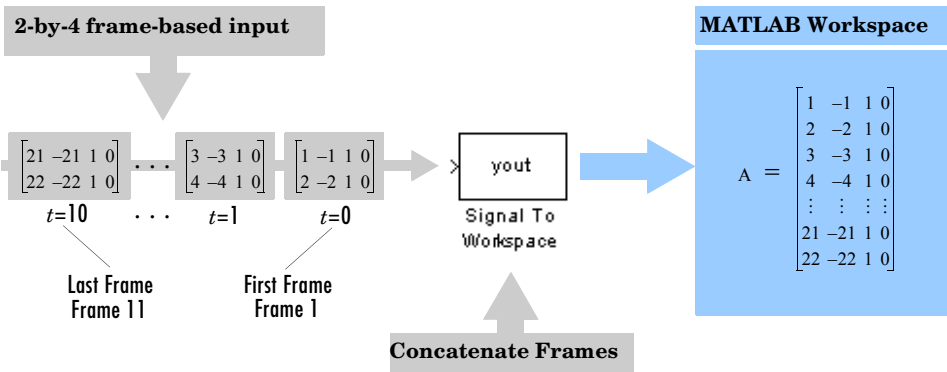 2-by-4 frame-based input
MATLAB Workspace
[21 –21 1 0
22 –22 1 0]
. . .
[3 –3 1 0
4 –4 1 0]
[1 –1 1 0
2 –2 1 0]
t=10 . . . t=1 t=0
Last Frame
Frame 11
First Frame
Frame 1
yout
Signal To
Workspace
Concatenate Frames
A =
1 –1 1 0
2 –2 1 0
3 –3 1 0
4 –4 1 0
⋮ ⋮ ⋮ ⋮
21 –21 1 0
22 –22 1 0